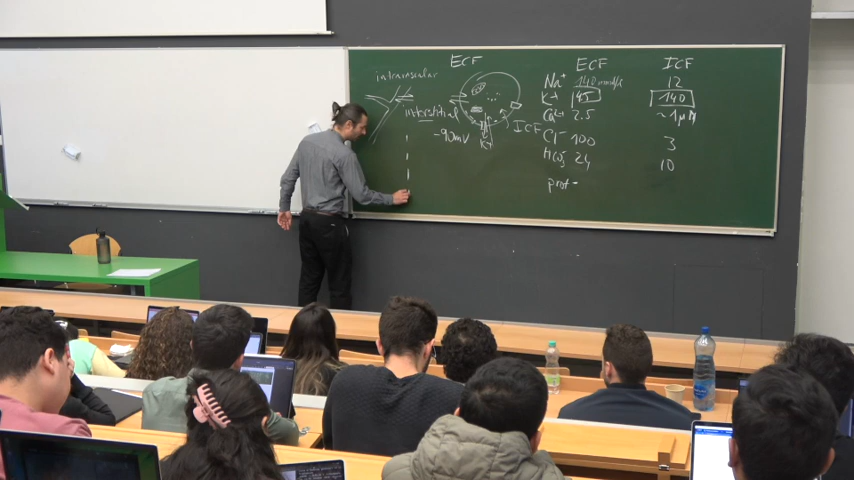 ECF
intravascular
interstitial
-90mV
K+
ICF
ECF ICF
Na+ 140 mmol/l 12
K+ 4.5 140
Ca2+ 2.5 ~1μM
Cl- 100 3
HCO3- 24 10
prot-